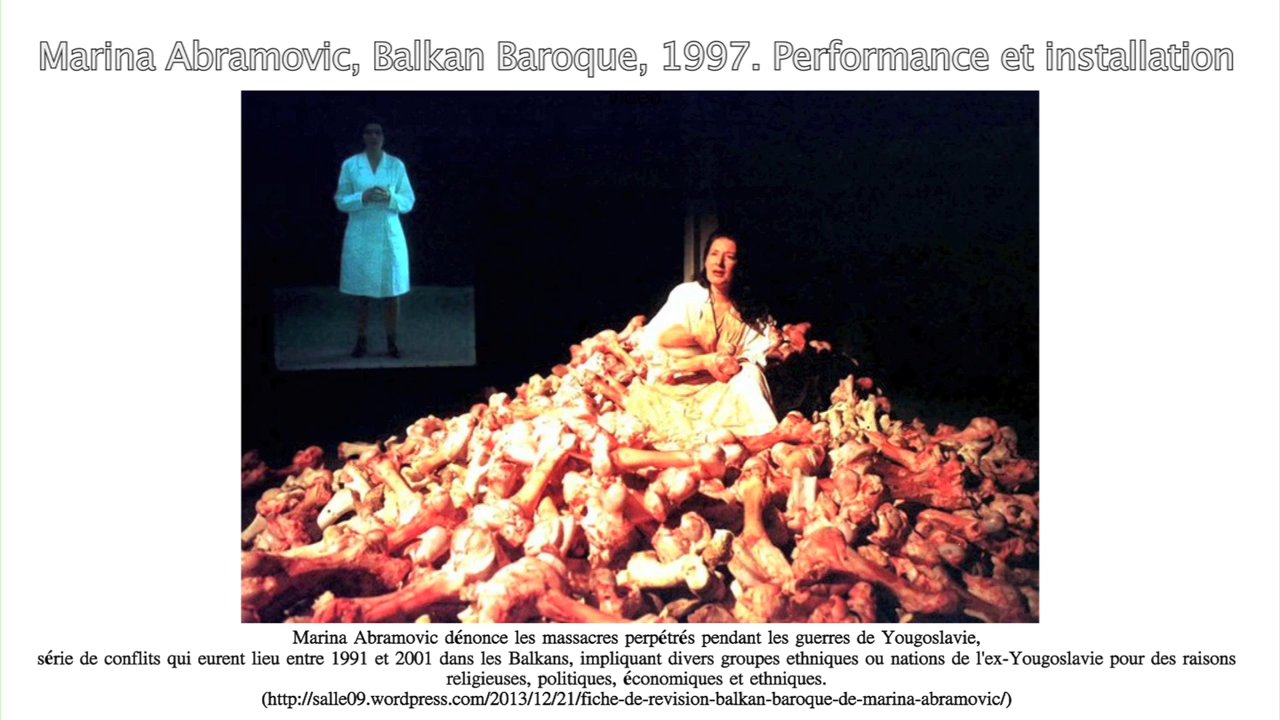 Marina Abramovic, Balkan Baroque, 1997. Performance et installation
Marina Abramovic dénonce les massacres perpétrés pendant les guerres de Yougoslavie,
série de conflits qui eurent lieu entre 1991 et 2001 dans les Balkans, impliquant divers groupes ethniques ou nations de l'ex-Yougoslavie pour des raisons
religieuses, politiques, économiques et ethniques.
(http://salle09.wordpress.com/2013/12/21/fiche-de-revision-balkan-baroque-de-marina-abramovic/)